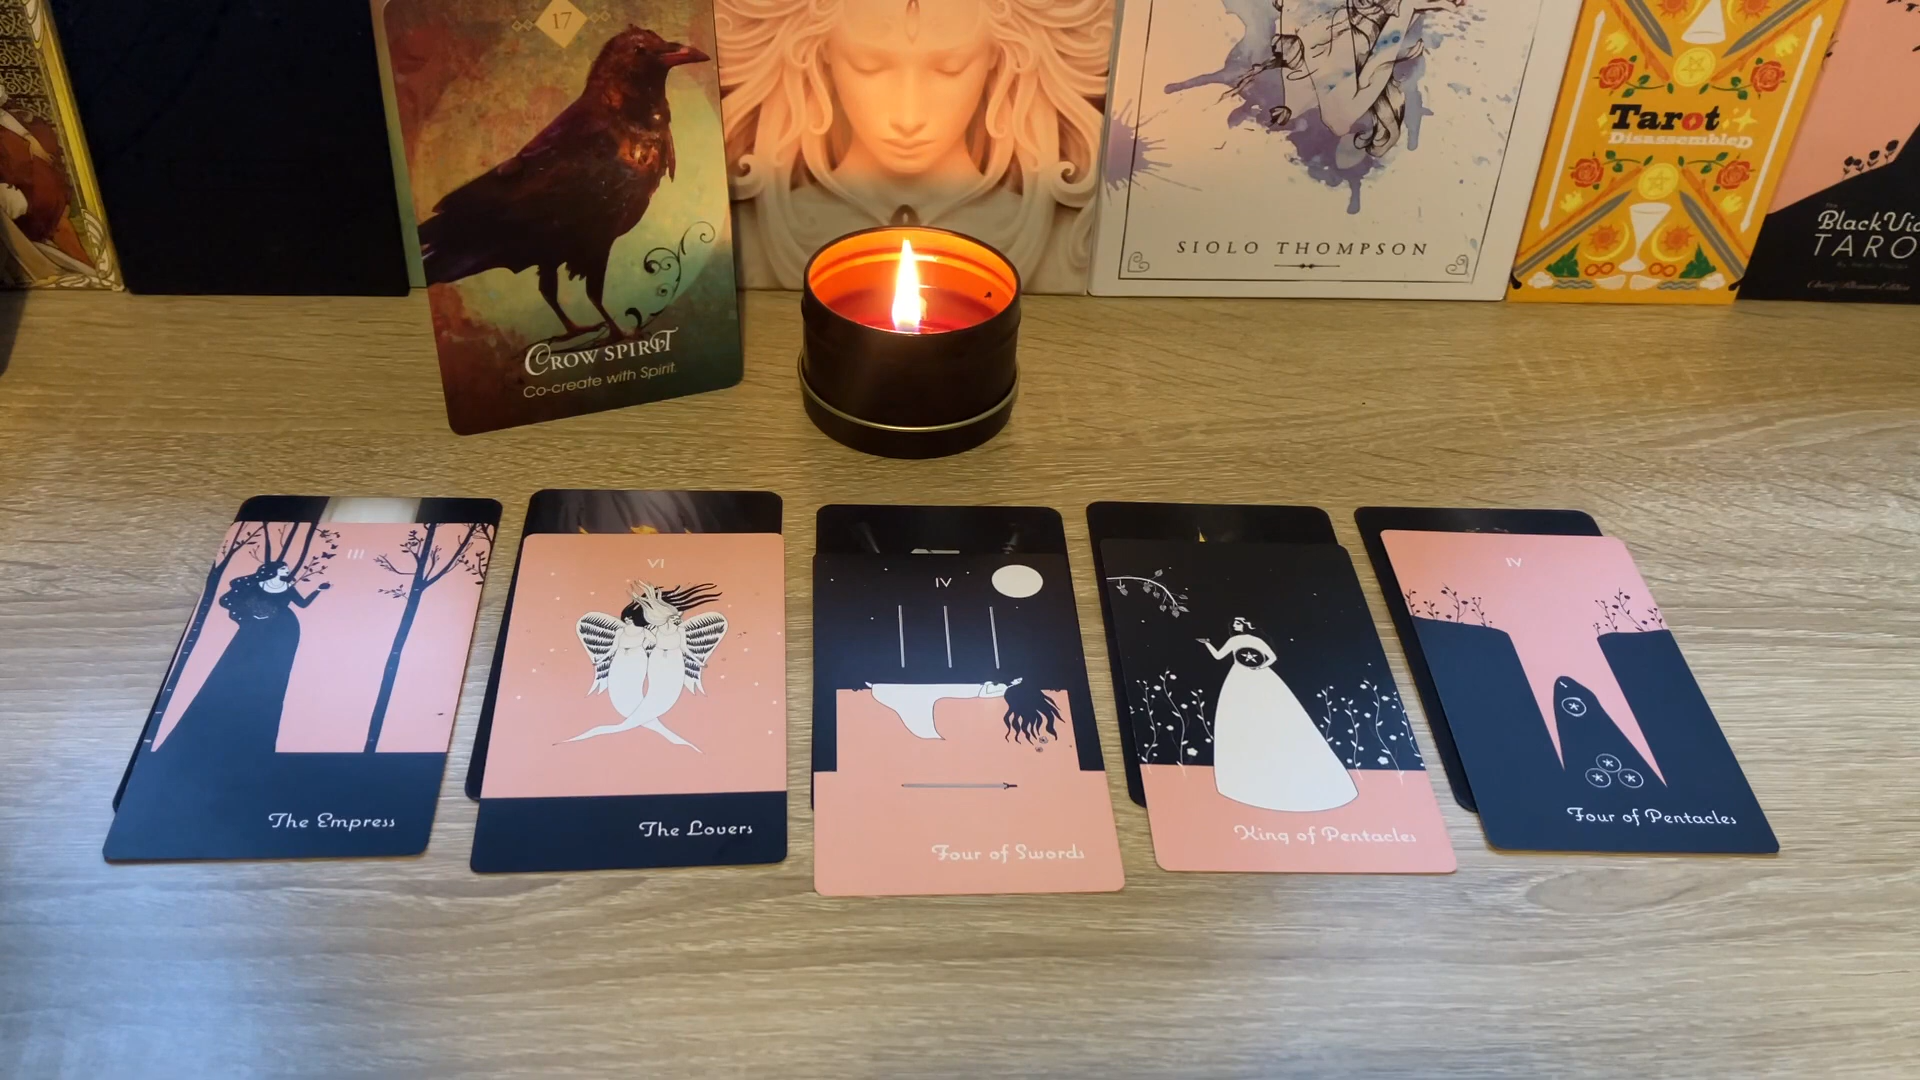 17
CROW SPIRIT
Co-create with Spirit.
SIOLO THOMPSON
Tarot
DisassembleD
TARO
III
The Empress
VI
The Lovers
IV
Four of Swords
King of Pentacles
IV
Four of Pentacles